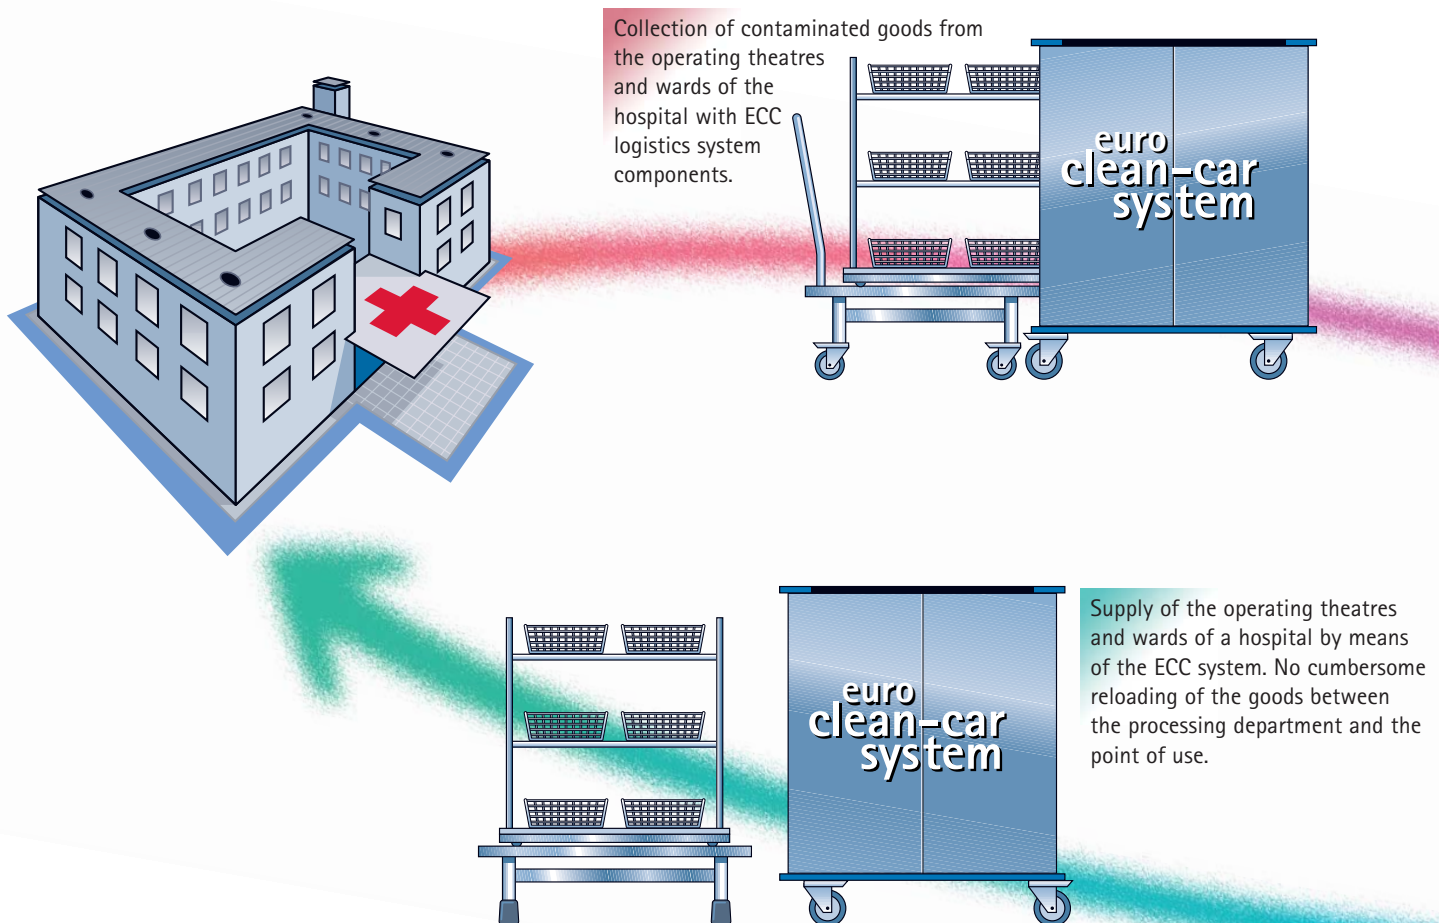 Collection of contaminated goods from
the operating theatres
and wards of the
hospital with ECC
logistics system
components.
euro
clean-car
system
euro
clean-car
system
Supply of the operating theatres
and wards of a hospital by means
of the ECC system. No cumbersome
reloading of the goods between
the processing department and the
point of use.